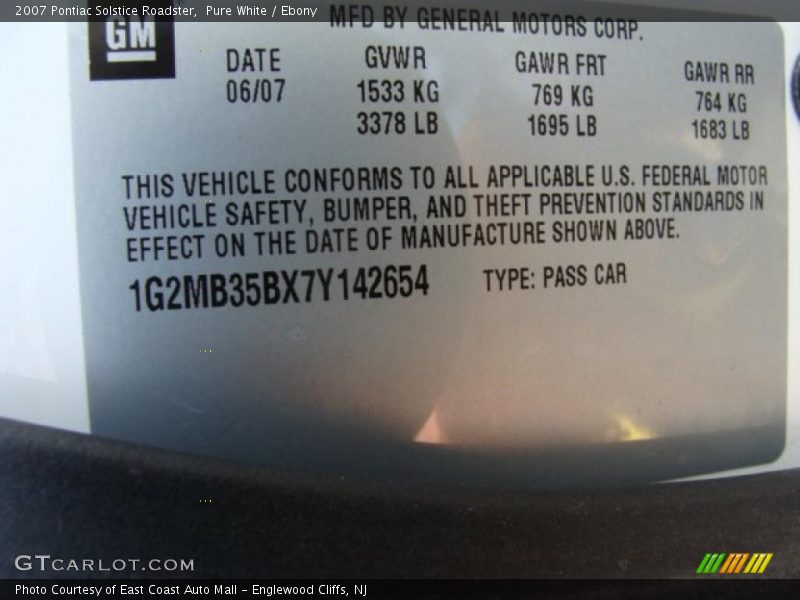 2007 Pontiac Solstice Roadster,  Pure White / Ebony
GM
MFD BY GENERAL MOTORS CORP.
DATE GVWR GAWR FRT GAWR RR
06/07 1533 KG 769 KG 764 KG
3378 LB 1695 LB 1683 LB
THIS VEHICLE CONFORMS TO ALL APPLICABLE U.S. FEDERAL MOTOR
VEHICLE SAFETY, BUMPER, AND THEFT PREVENTION STANDARDS IN
EFFECT ON THE DATE OF MANUFACTURE SHOWN ABOVE.
1G2MB35BX7Y142654 TYPE: PASS CAR
GTCARLOT.COM
Photo Courtesy of East Coast Auto Mall - Englewood Cliffs, NJ